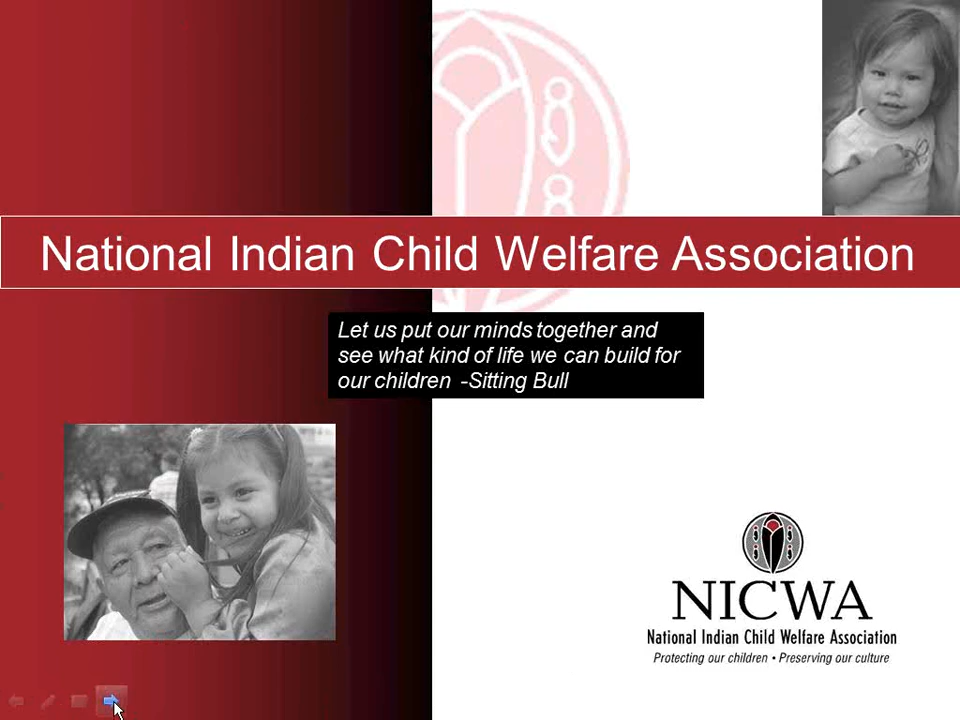 National Indian Child Welfare Association
Let us put our minds together and
see what kind of life we can build for
our children -Sitting Bull
NICWA
National Indian Child Welfare Association
Protecting our children • Preserving our culture